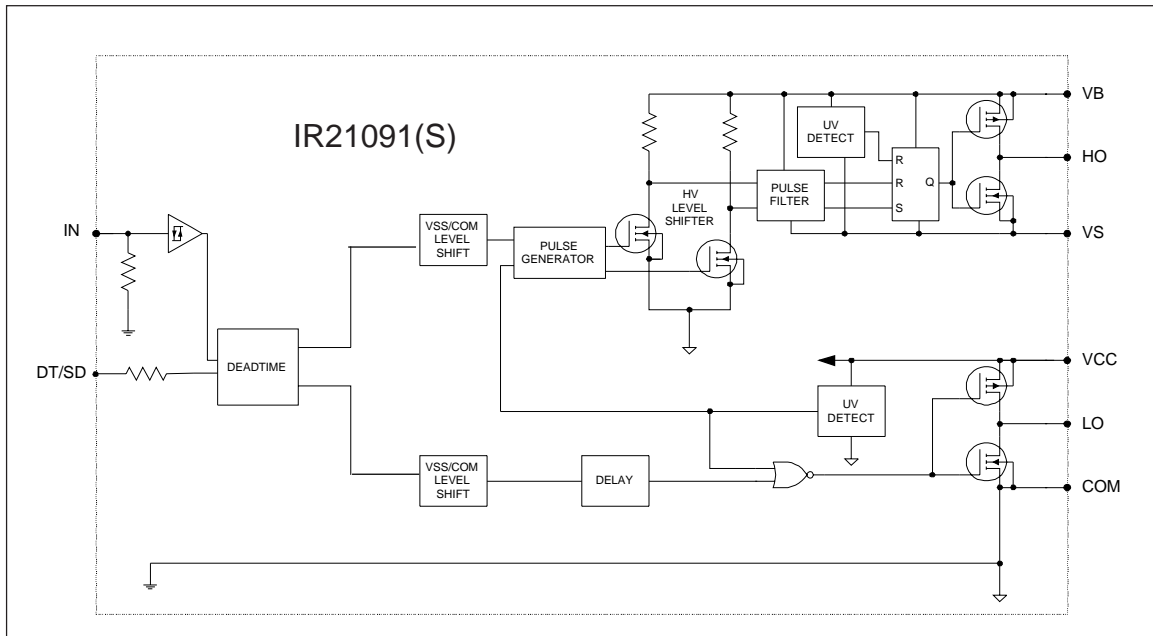 IR21091(S)
VB
UV
DETECT
R
R
S
Q
HO
PULSE
FILTER
HV
LEVEL
SHIFTER
VS
IN
VSS/COM
LEVEL
SHIFT
PULSE
GENERATOR
DT/SD
DEADTIME
VCC
UV
DETECT
LO
VSS/COM
LEVEL
SHIFT
DELAY
COM